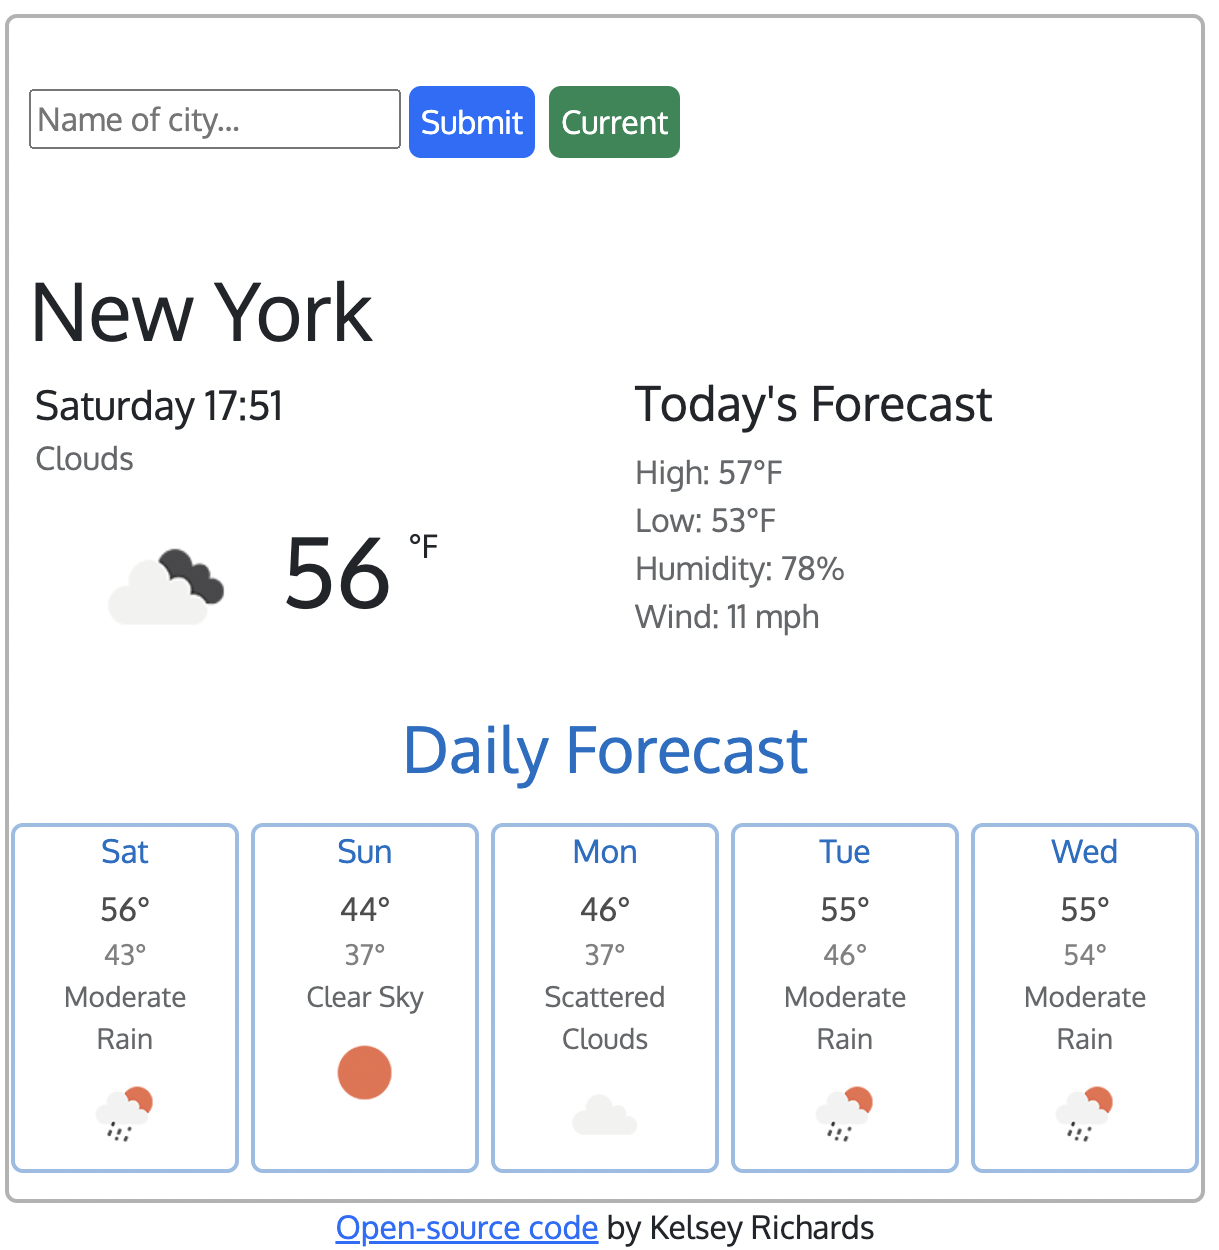 Name of city...
Submit
Current
New York
Saturday 17:51
Clouds
56 °F
Today's Forecast
High: 57°F
Low: 53°F
Humidity: 78%
Wind: 11 mph
Daily Forecast
Sat
56°
43°
Moderate
Rain
Sun
44°
37°
Clear Sky
Mon
46°
37°
Scattered
Clouds
Tue
55°
46°
Moderate
Rain
Wed
55°
54°
Moderate
Rain
Open-source code by Kelsey Richards